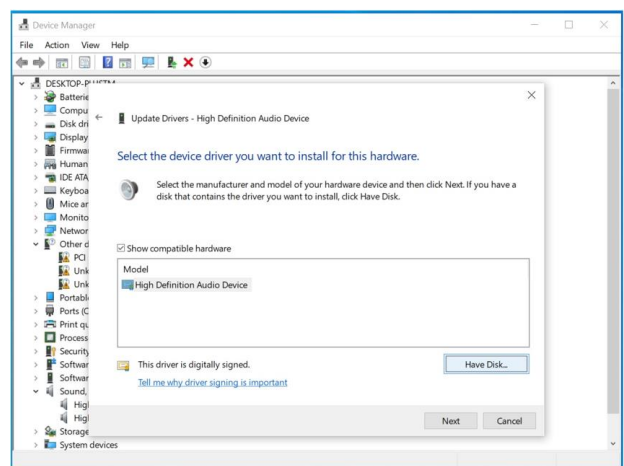 Device Manager
File Action View Help
DESKTOP-P
Batterie
Compu
Disk dri
Display
Firmwa
Human
IDE ATA
Keyboa
Mice ar
Monito
Networ
Other d
PCI
Unk
Unk
Portabl
Ports (C
Print qu
Process
Security
Softwar
Softwar
Sound,
Hig
Hig
Storage
System devices
Update Drivers - High Definition Audio Device
Select the device driver you want to install for this hardware.
Select the manufacturer and model of your hardware device and then click Next. If you have a
disk that contains the driver you want to install, click Have Disk.
Show compatible hardware
Model
High Definition Audio Device
This driver is digitally signed.
Have Disk...
Tell me why driver signing is important
Next Cancel